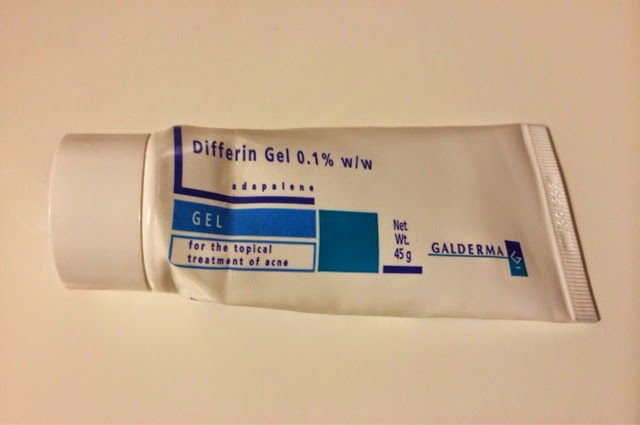 Differin Gel 0.1% w/w
adapalene
GEL
for the topical
treatment of acne
Net
Wt.
45 g
GALDERMA